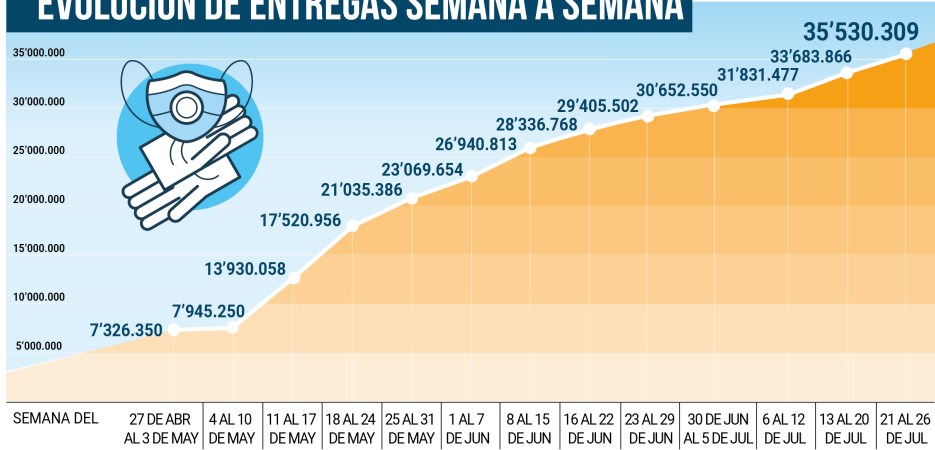 EVOLUCIÓN DE ENTREGAS SEMANA A SEMANA
35'530.309
35'000.000
33'683.866
31'831.477
30'652.550
30'000.000
29'405.502
28'336.768
26'940.813
25'000.000
23'069.654
21'035.386
20'000.000
17'520.956
15'000.000
13'930.058
10'000.000
7'945.250
7'326.350
5'000.000
SEMANA DEL
27 DE ABR
AL 3 DE MAY
4 AL 10
DE MAY
11 AL 17
DE MAY
18 AL 24
DE MAY
25 AL 31
DE MAY
1 AL 7
DE JUN
8 AL 15
DE JUN
16 AL 22
DE JUN
23 AL 29
DE JUN
30 DE JUN
AL 5 DE JUL
6 AL 12
DE JUL
13 AL 20
DE JUL
21 AL 26
DE JUL